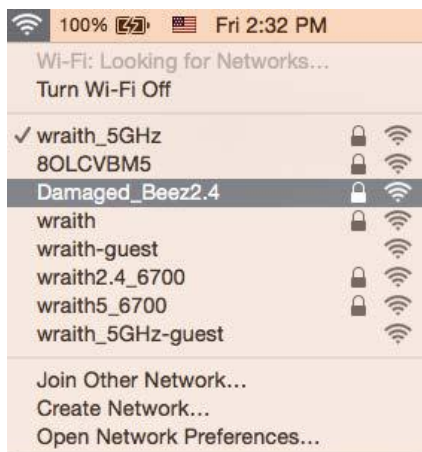 100% Fri 2:32 PM
Wi-Fi: Looking for Networks...
Turn Wi-Fi Off
wraith_5GHz
8OLCVBM5
Damaged_Beez2.4
wraith
wraith-guest
wraith2.4_6700
wraith5_6700
wraith_5GHz-guest
Join Other Network...
Create Network...
Open Network Preferences...